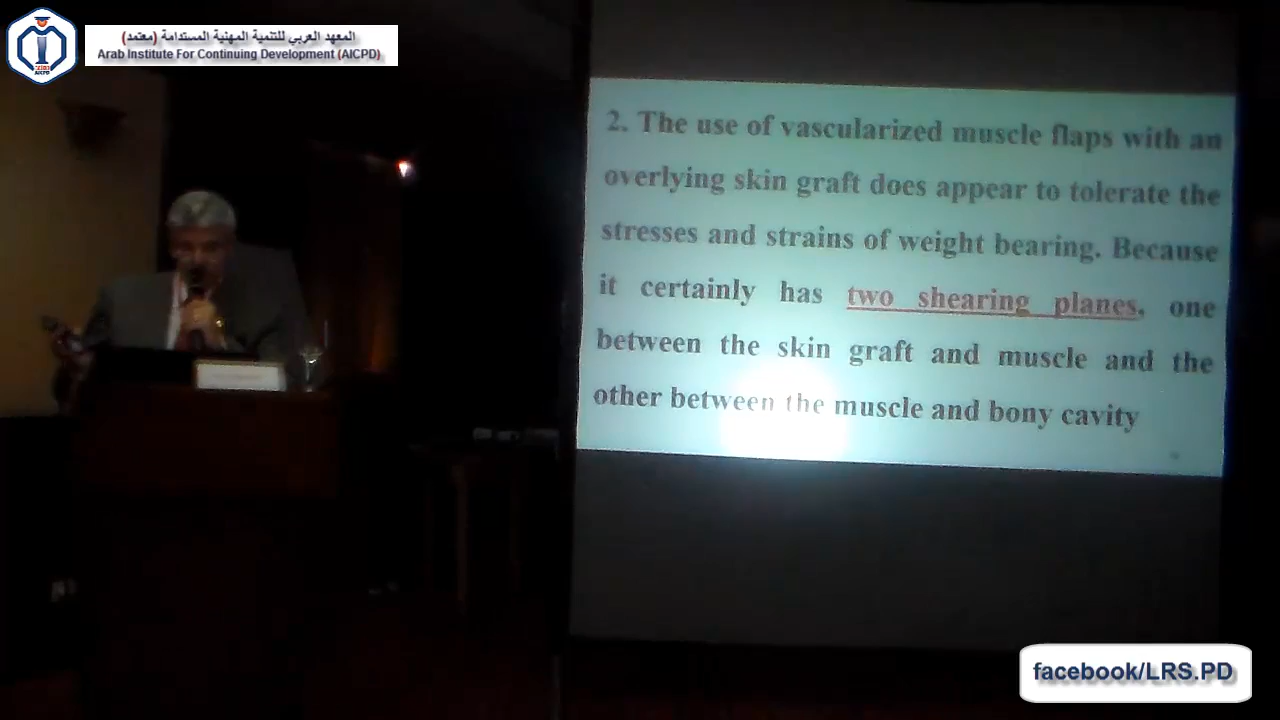 المعهد العربي للتنمية المهنية المستدامة (معتمد)
Arab Institute For Continuing Development (AICPD)
AICPD
2. The use of vascularized muscle flaps with an
overlying skin graft does appear to tolerate the
stresses and strains of weight bearing. Because
it certainly has two shearing planes, one
between the skin graft and muscle and the
other between the muscle and bony cavity
facebook/LRS.PD